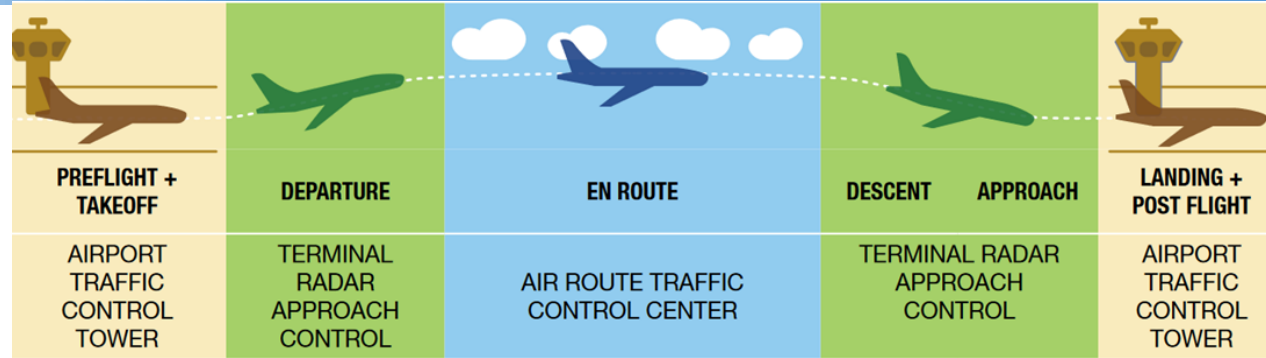 PREFLIGHT +
TAKEOFF
DEPARTURE
EN ROUTE
DESCENT APPROACH
LANDING +
POST FLIGHT
AIRPORT
TRAFFIC
CONTROL
TOWER
TERMINAL
RADAR
APPROACH
CONTROL
AIR ROUTE TRAFFIC
CONTROL CENTER
TERMINAL RADAR
APPROACH
CONTROL
AIRPORT
TRAFFIC
CONTROL
TOWER